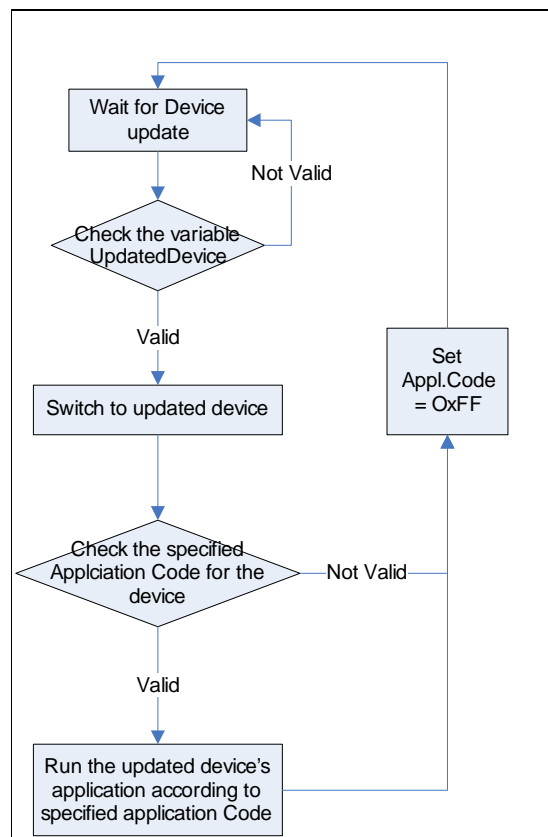 Wait for Device
update
Not Valid
Check the variable
UpdatedDevice
Valid
Set
Appl.Code
= OxFF
Switch to updated device
Check the specified
Applciation Code for the
device
Not Valid
Valid
Run the updated device's
application according to
specified application Code